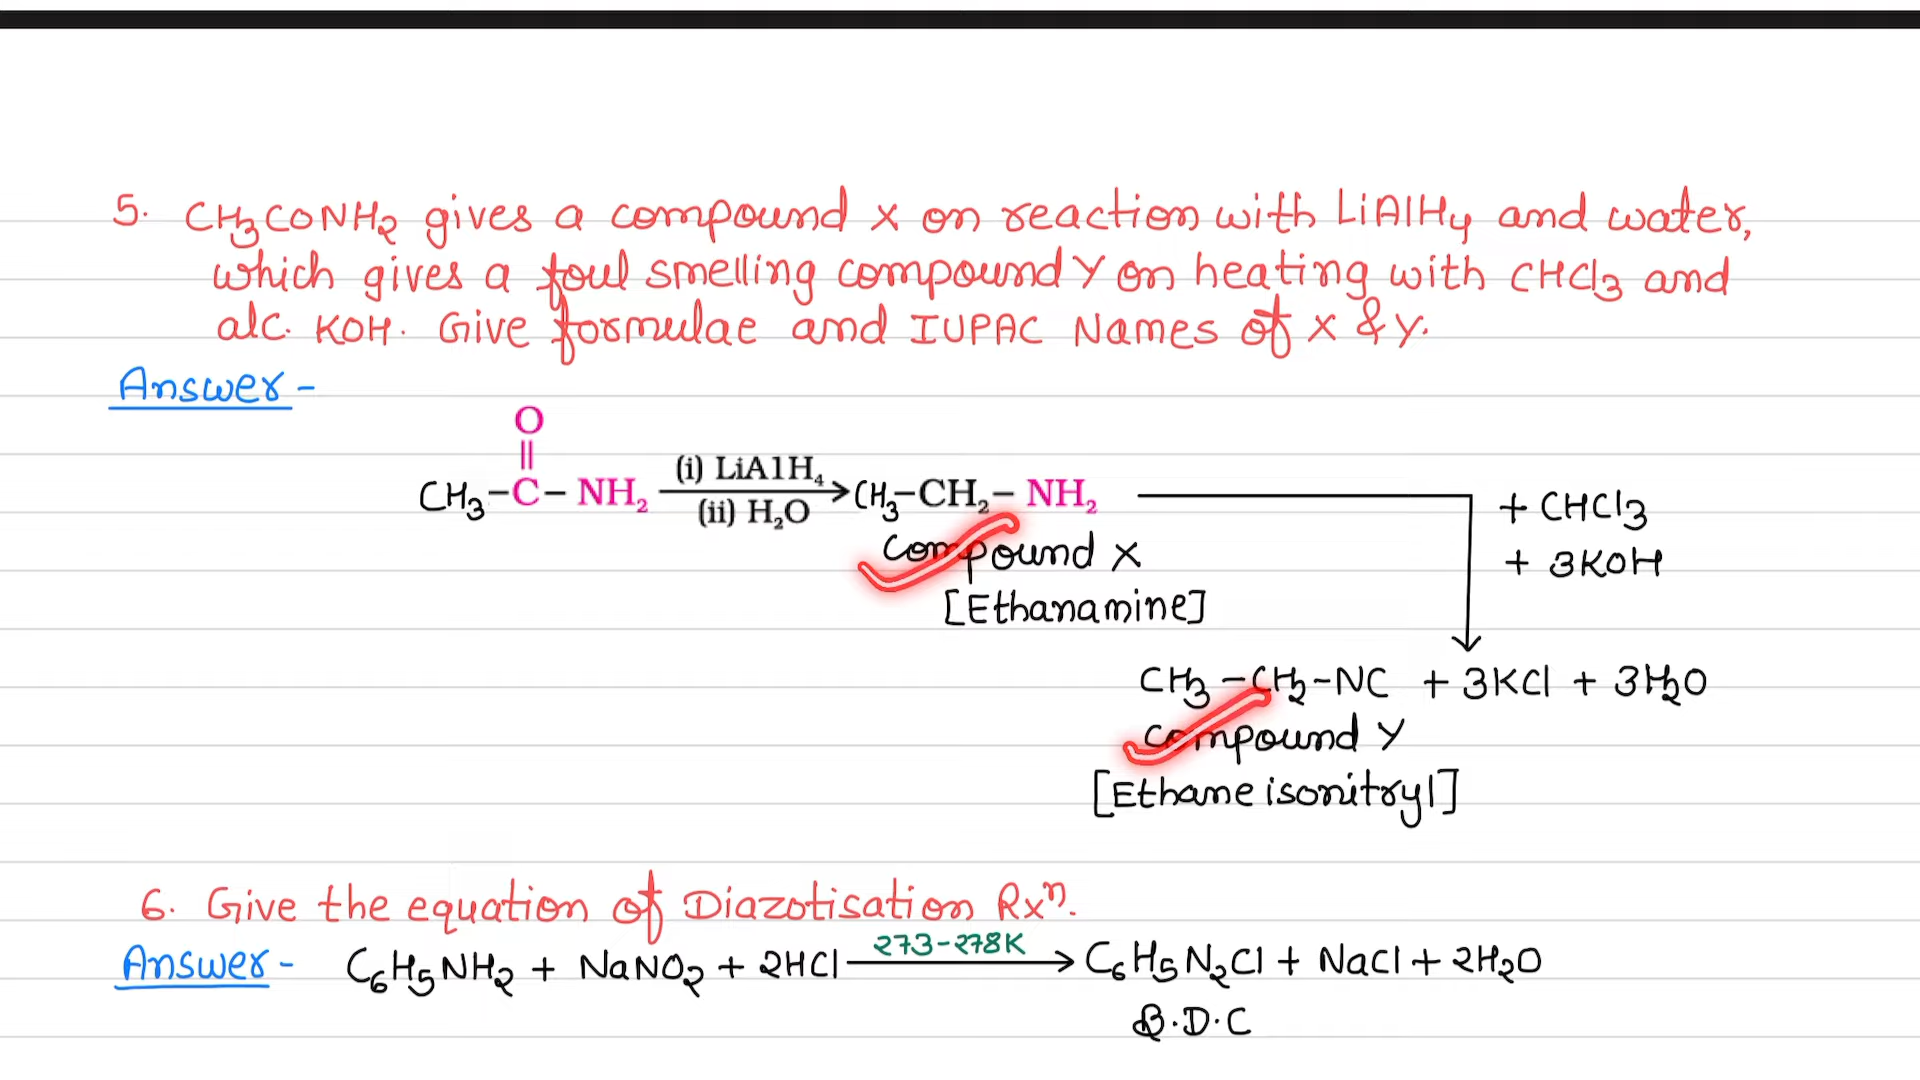 5. CH3CONH2 gives a compound X on reaction with LiAlH4 and water,
which gives a foul smelling compound Y on heating with CHCl3 and
alc. KOH. Give formulae and IUPAC Names of X & Y.
Answer -
O
||
CH3-C-NH2 (i) LiAlH4 (ii) H2O → CH3-CH2-NH2 + CHCl3
+ 3KOH
Compound X
[Ethanamine]
CH3-CH2-NC + 3KCl + 3H2O
Compound Y
[Ethane isonitryl]
6. Give the equation of Diazotisation Rxn.
Answer - C6H5NH2 + NaNO2 + 2HCl 273-278K → C6H5N2Cl + NaCl + 2H2O
B.D.C